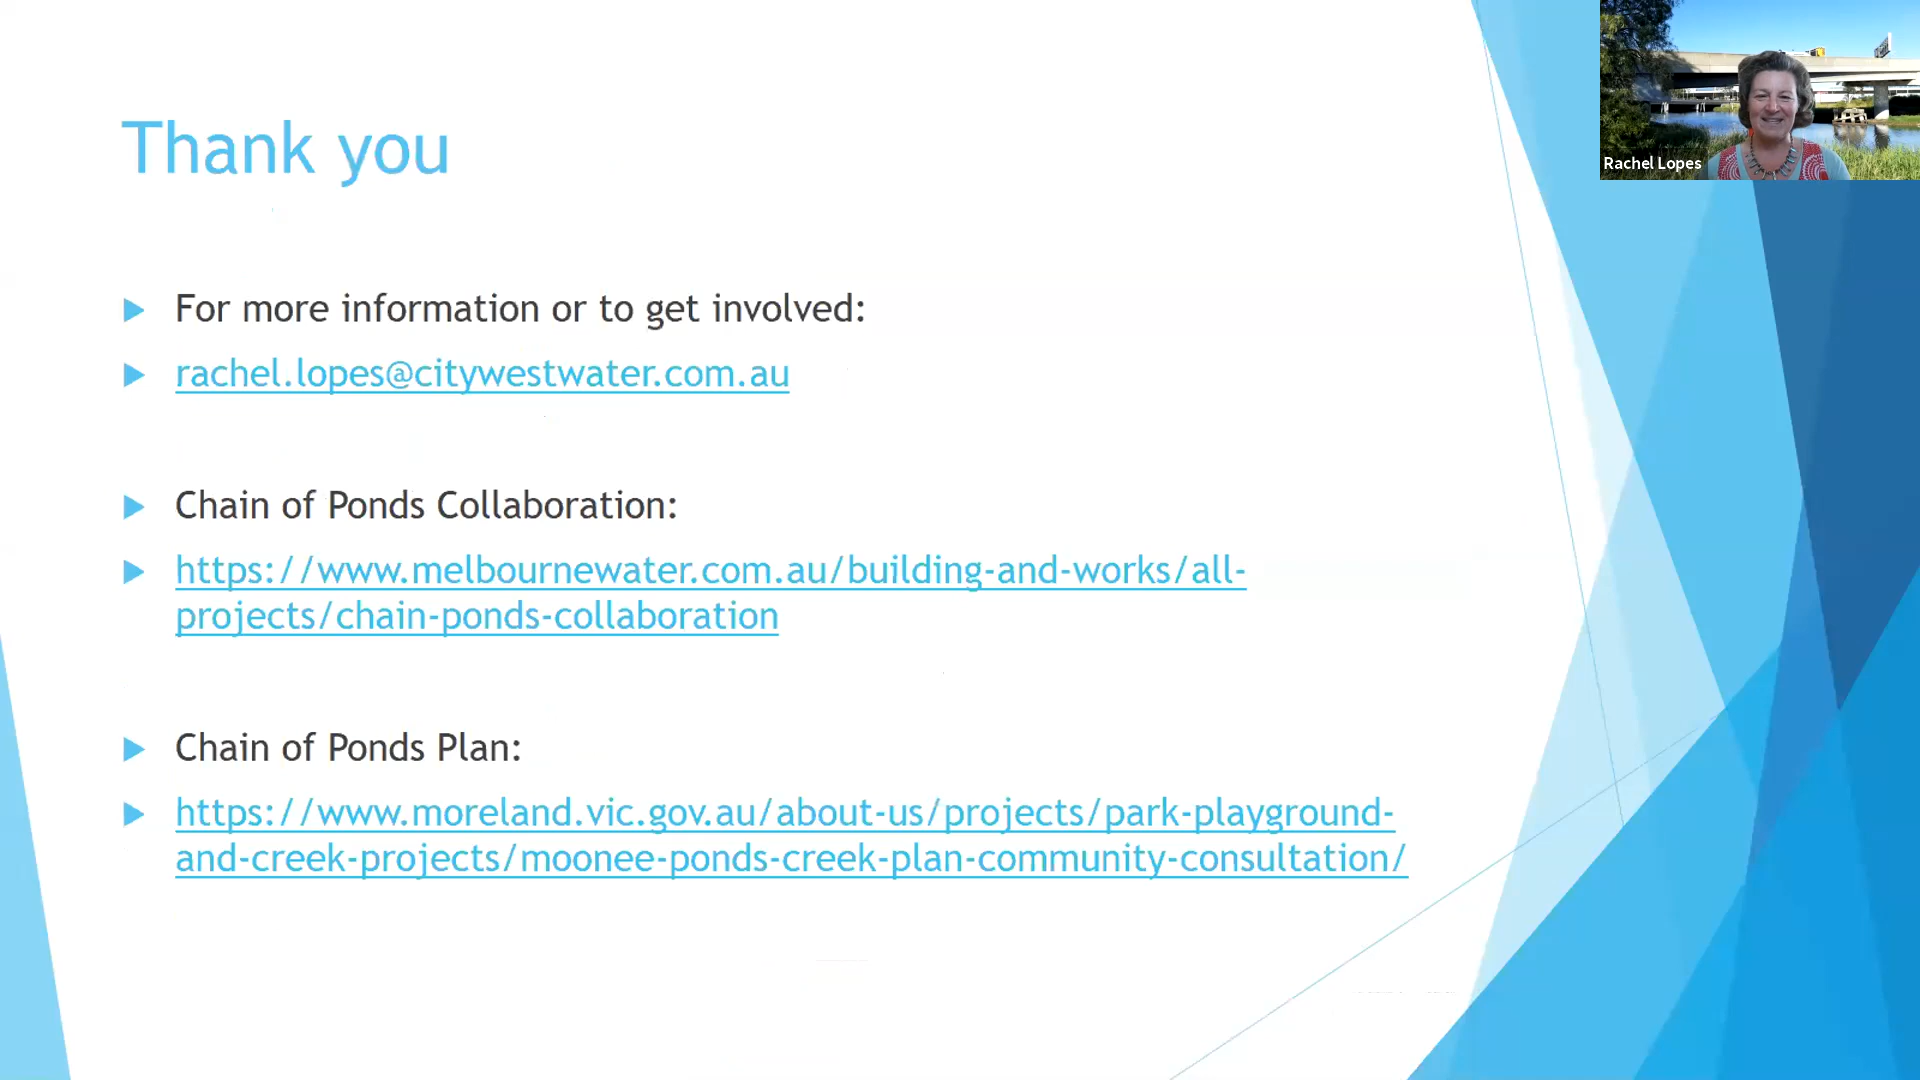 Thank you
For more information or to get involved:
rachel.lopes@citywestwater.com.au
Chain of Ponds Collaboration:
https://www.melbournewater.com.au/building-and-works/all-
projects/chain-ponds-collaboration
Chain of Ponds Plan:
https://www.moreland.vic.gov.au/about-us/projects/park-playground-
and-creek-projects/moonee-ponds-creek-plan-community-consultation/
Rachel Lopes